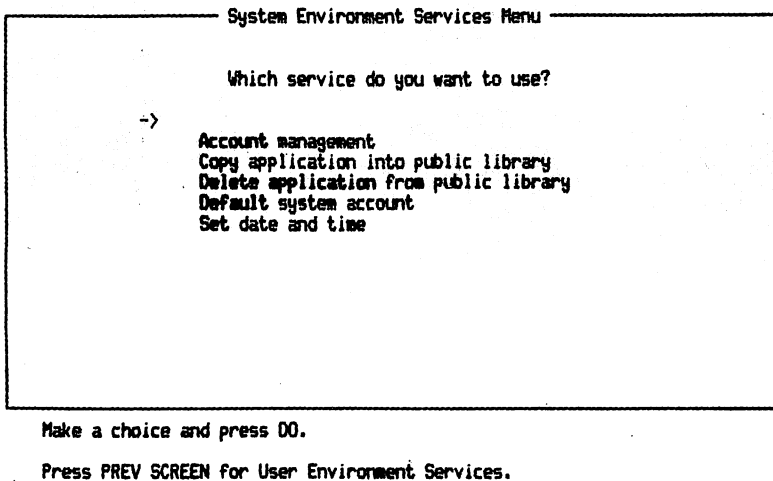 System Environment Services Menu
Which service do you want to use?
->
Account management
Copy application into public library
Delete application from public library
Default system account
Set date and time
Make a choice and press DO.
Press PREV SCREEN for User Environment Services.